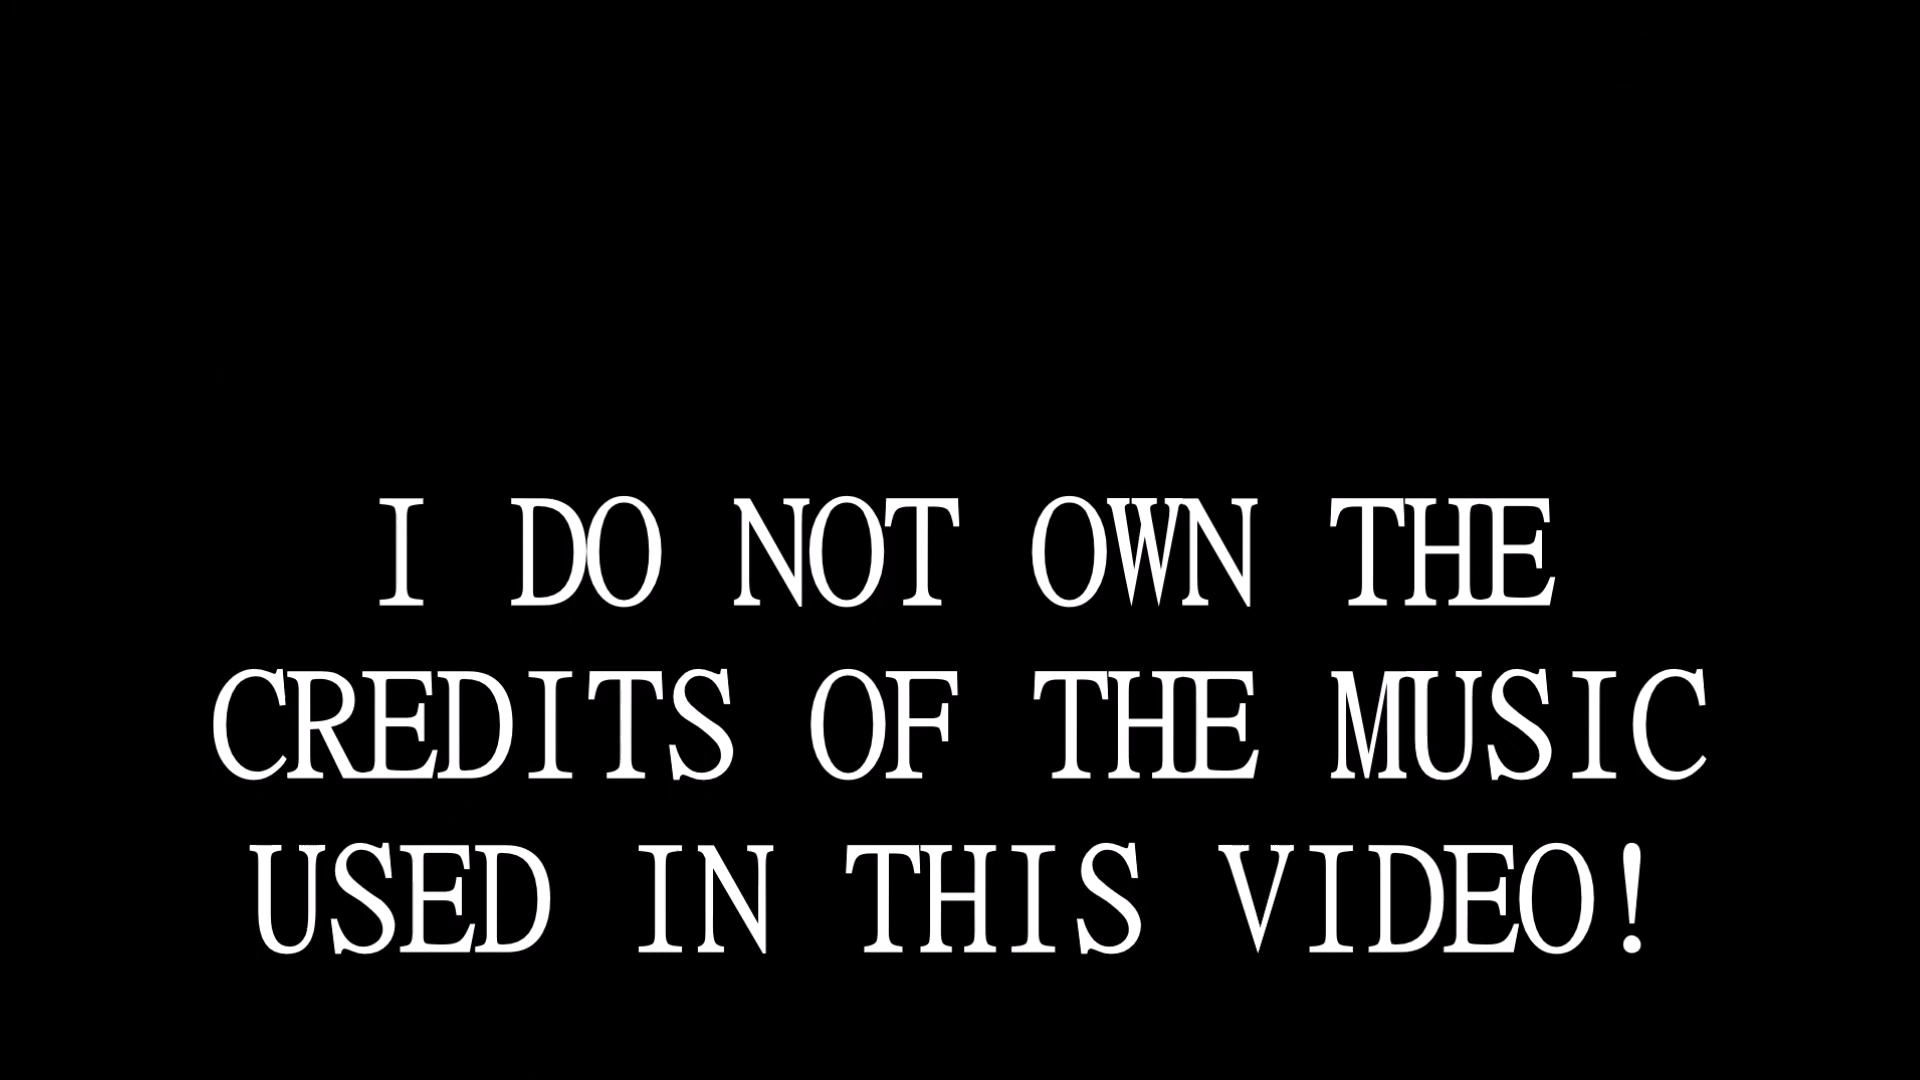 I DO NOT OWN THE
CREDITS OF THE MUSIC
USED IN THIS VIDEO!